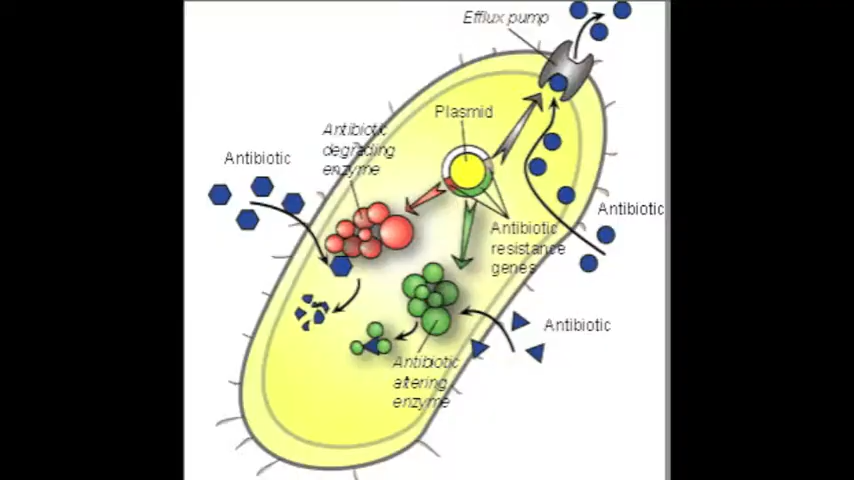 Efflux pump
Plasmid
Antibiotic
degrading
enzyme
Antibiotic
Antibiotic
Antibiotic
resistance
genes
Antibiotic
Antibiotic
altering
enzyme